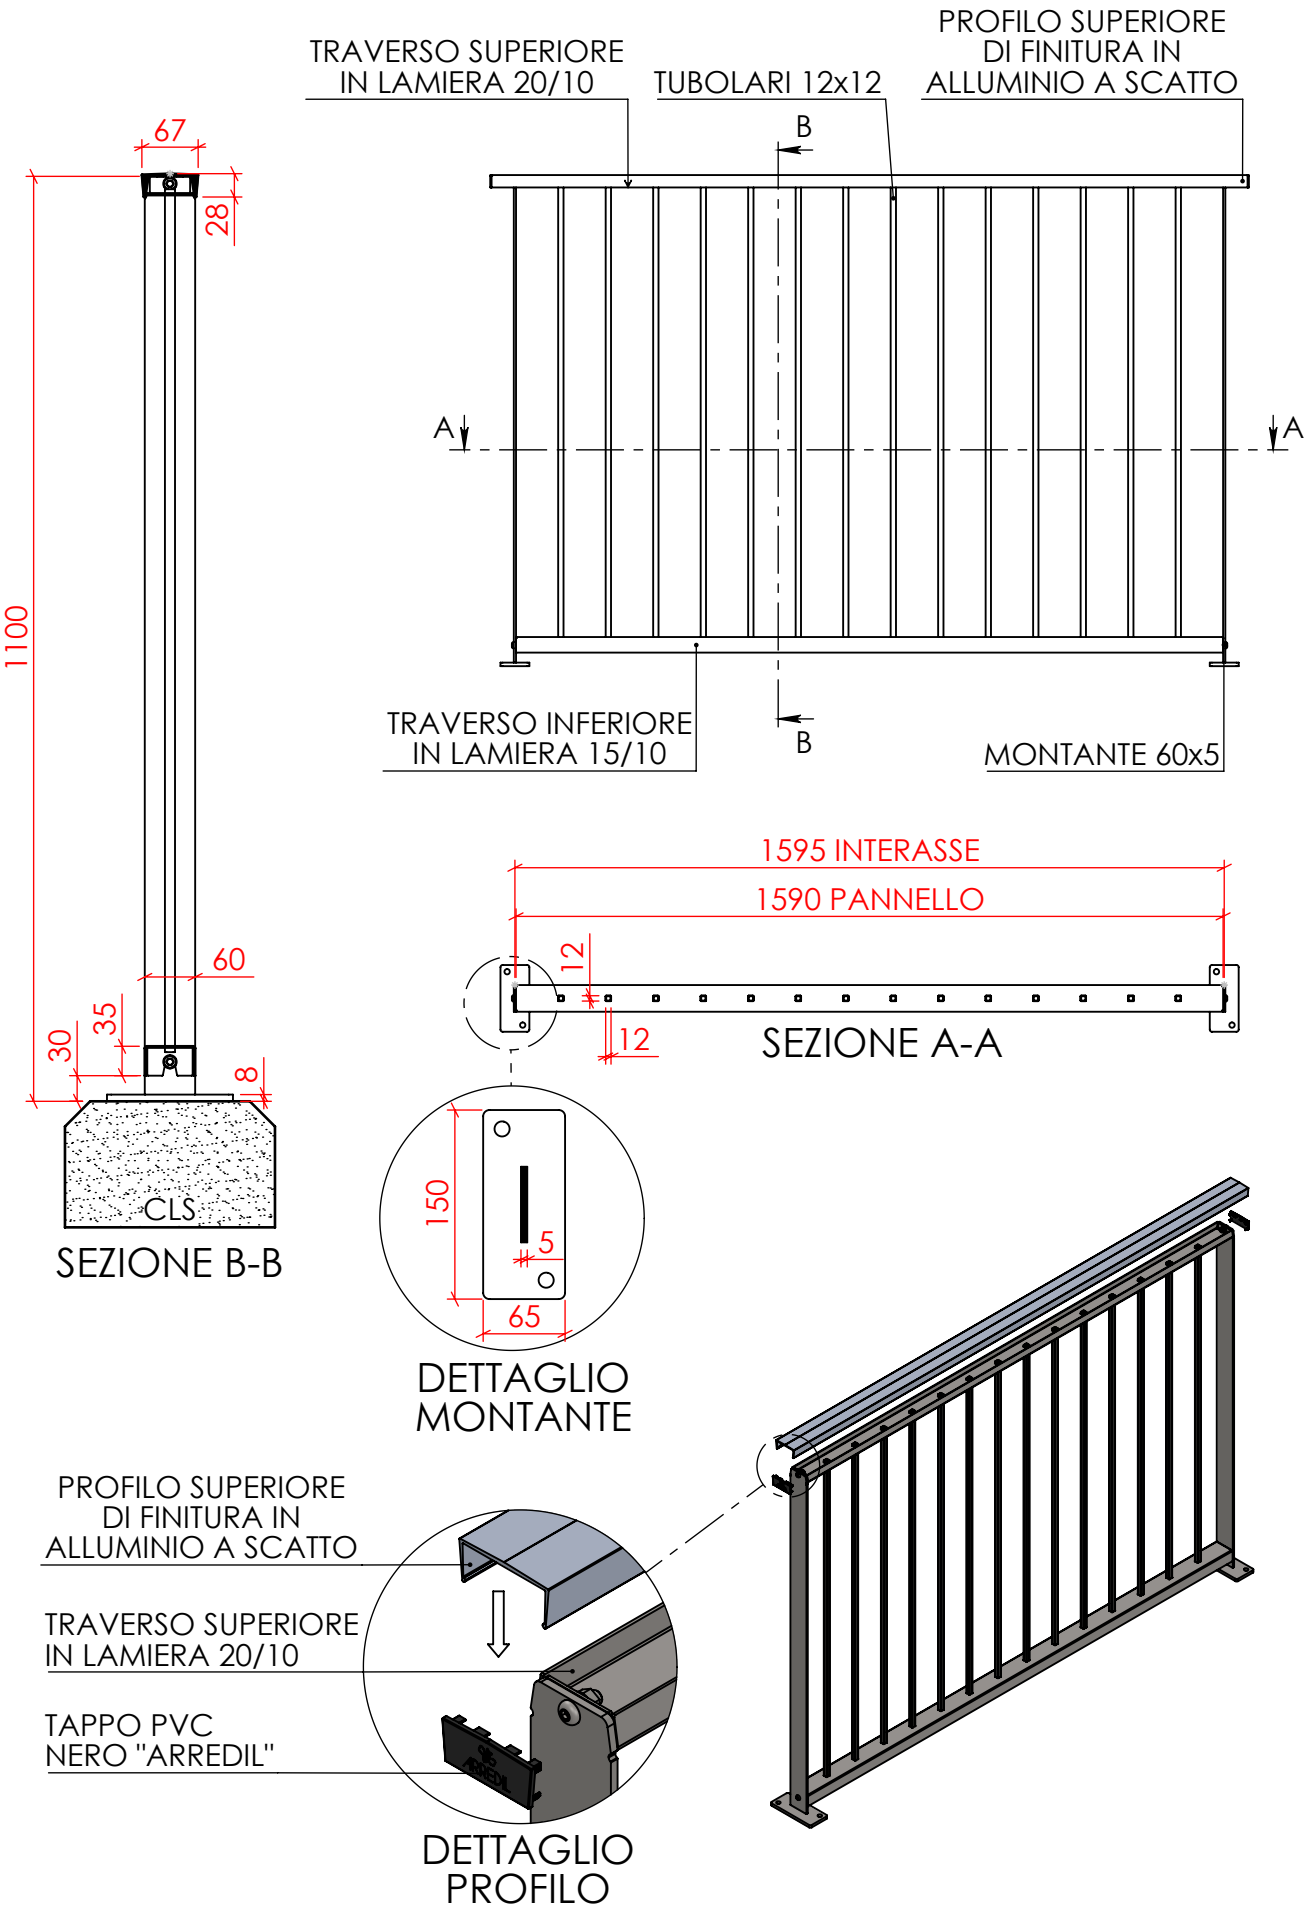 TRAVERSO SUPERIORE
IN LAMIERA 20/10
TUBOLARI 12x12
PROFILO SUPERIORE
DI FINITURA IN
ALLUMINIO A SCATTO
B
67
28
1100
60
35
30
8
CLS
SEZIONE B-B
A
A
TRAVERSO INFERIORE
IN LAMIERA 15/10
B
MONTANTE 60x5
1595 INTERASSE
1590 PANNELLO
12
12
SEZIONE A-A
150
5
65
DETTAGLIO
MONTANTE
PROFILO SUPERIORE
DI FINITURA IN
ALLUMINIO A SCATTO
TRAVERSO SUPERIORE
IN LAMIERA 20/10
TAPPO PVC
NERO "ARREDIL"
ARREDIL
DETTAGLIO
PROFILO